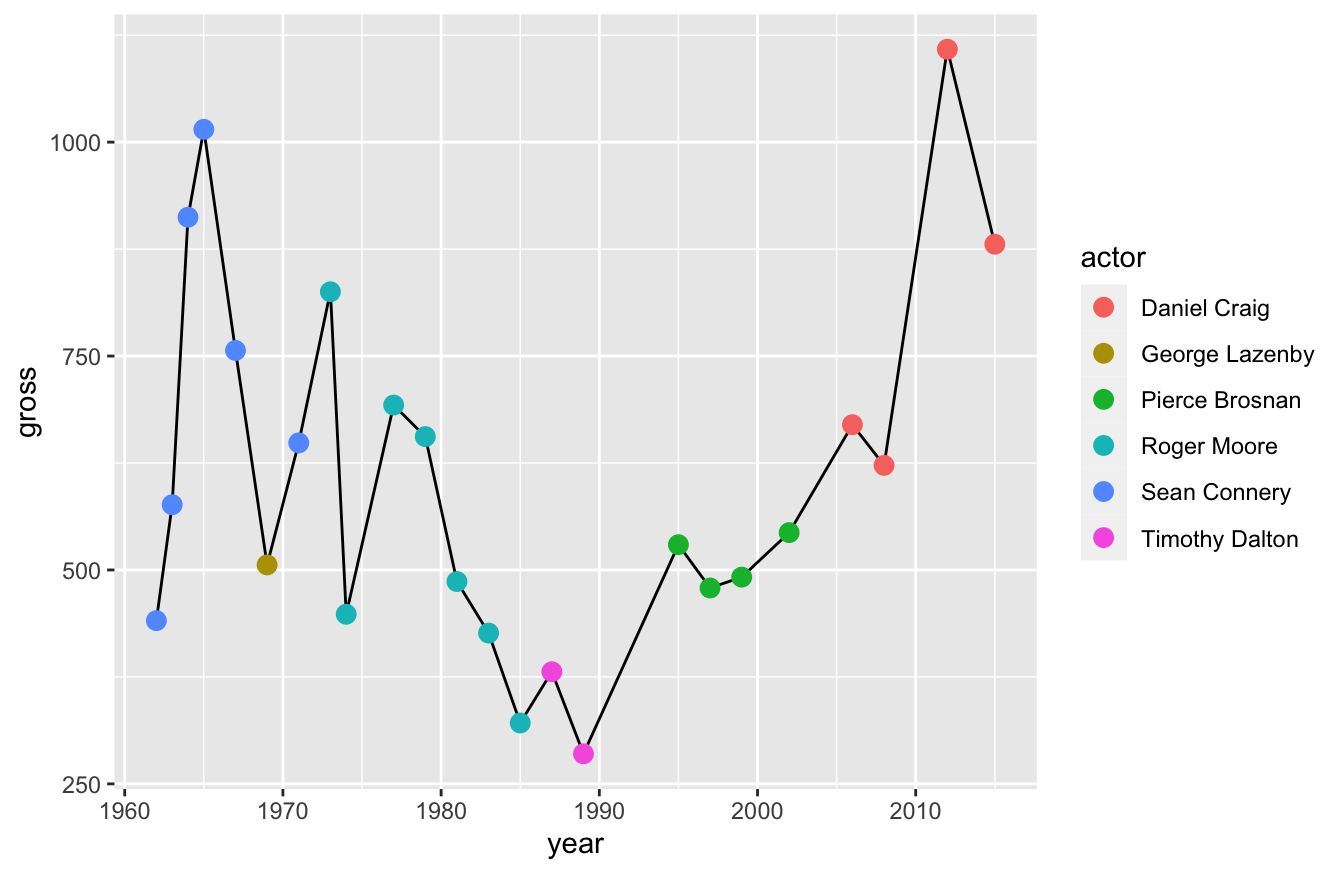 gross
1000
750
500
250
1960 1970 1980 1990 2000 2010
year
actor
Daniel Craig
George Lazenby
Pierce Brosnan
Roger Moore
Sean Connery
Timothy Dalton